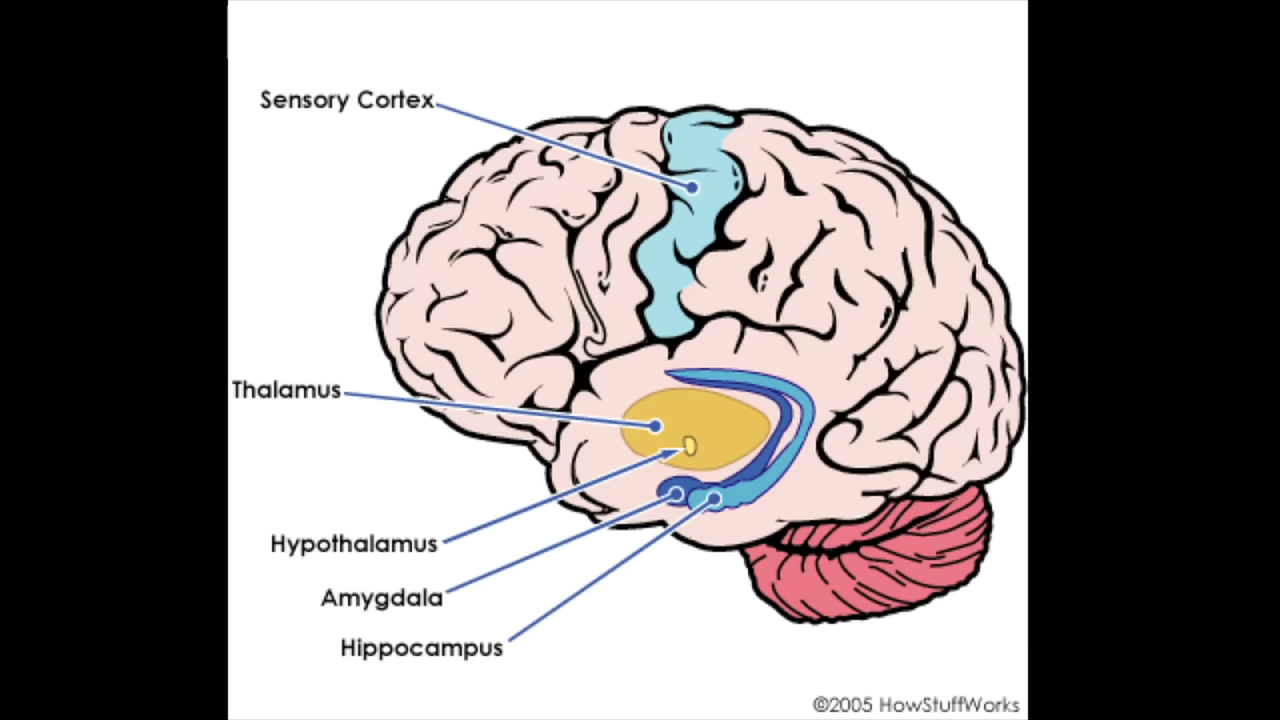 Sensory Cortex
Thalamus
Hypothalamus
Amygdala
Hippocampus
©2005 HowStuffWorks